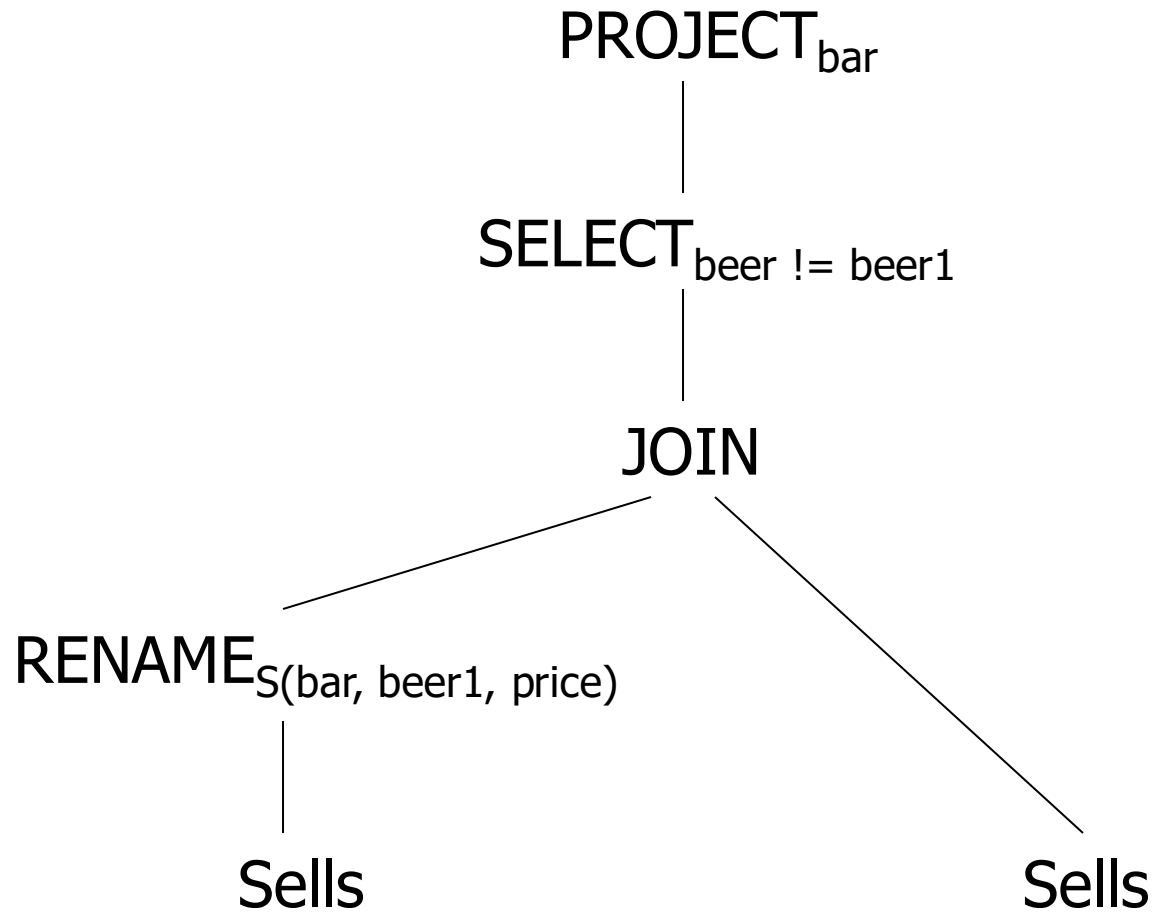 PROJECTbar
SELECTbeer != beer1
JOIN
RENAMES(bar, beer1, price)
Sells
Sells